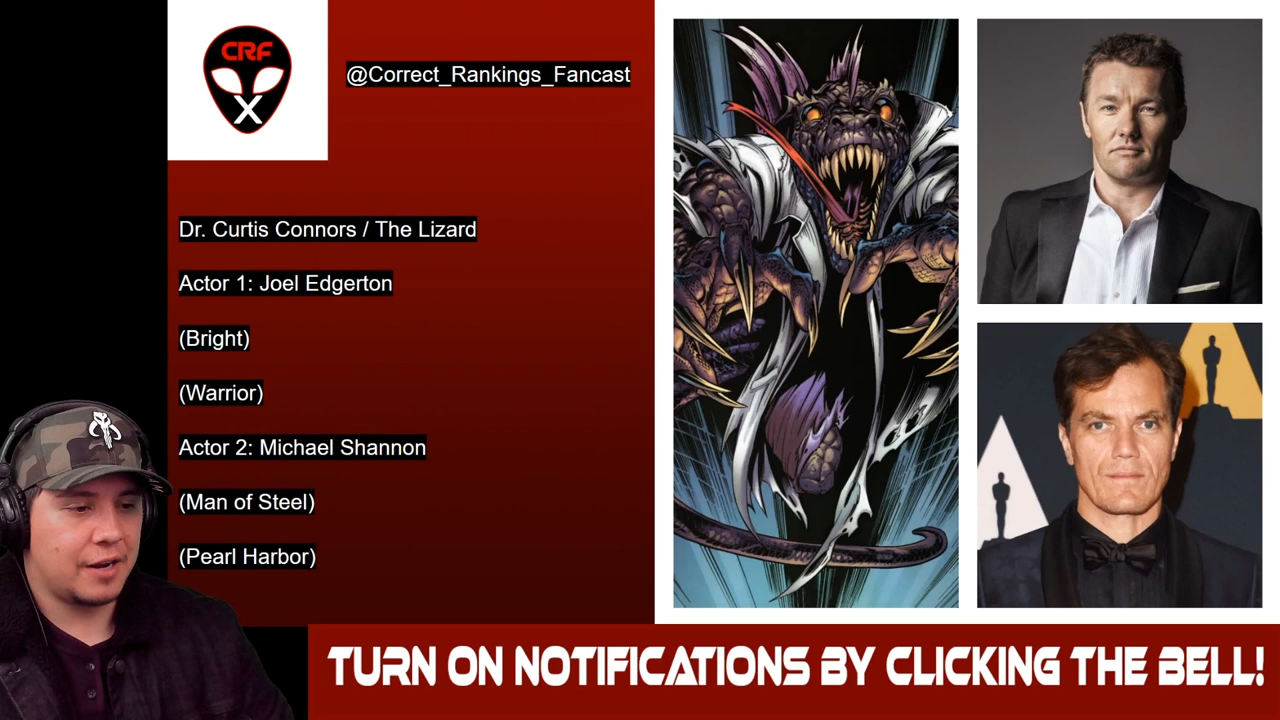 CRF
X
@Correct_Rankings_Fancast
Dr. Curtis Connors / The Lizard
Actor 1: Joel Edgerton
(Bright)
(Warrior)
Actor 2: Michael Shannon
(Man of Steel)
(Pearl Harbor)
TURN ON NOTIFICATIONS BY CLICKING THE BELL!